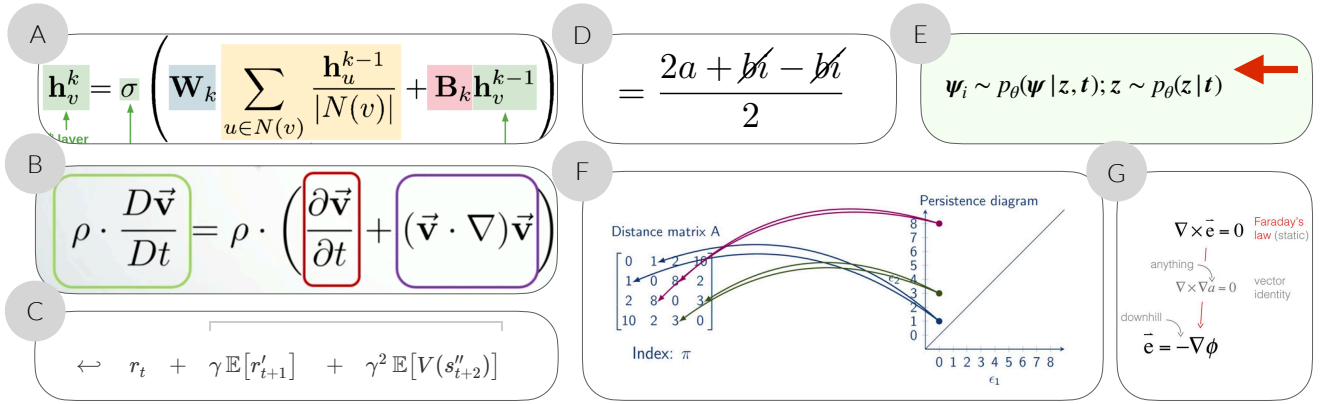 A
h_v^k = σ ( W_k ∑_{u∈N(v)} h_u^{k-1} / |N(v)| + B_k h_v^{k-1} )
layer
B
ρ · Dv⃗/Dt = ρ · ( ∂v⃗/∂t + (v⃗ · ∇)v⃗ )
C
↩ r_t + γ 𝔼[r′_{t+1}] + γ² 𝔼[V(s″_{t+2})]
D
= (2a + bi − bi) / 2
E
ψ_i ∼ p_θ(ψ | z, t); z ∼ p_θ(z | t)
F
Persistence diagram
Distance matrix A
0 1 2 10
1 0 8 2
2 8 0 3
10 2 3 0
Index: π
ϵ_2
8
7
6
5
4
3
2
1
0
0 1 2 3 4 5 6 7 8
ϵ_1
G
∇ × e⃗ = 0
Faraday's
law (static)
anything
∇ × ∇a = 0
vector
identity
downhill
e⃗ = −∇ϕ